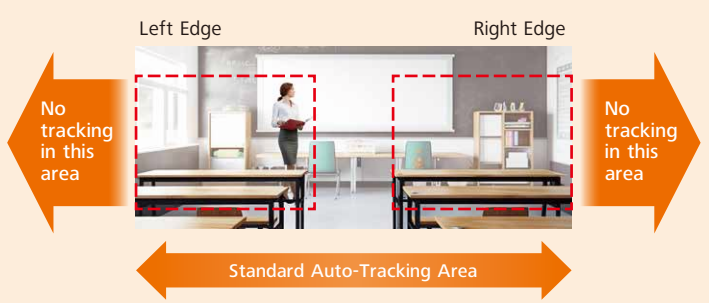 Left Edge
Right Edge
No
tracking
in this
area
No
tracking
in this
area
Standard Auto-Tracking Area